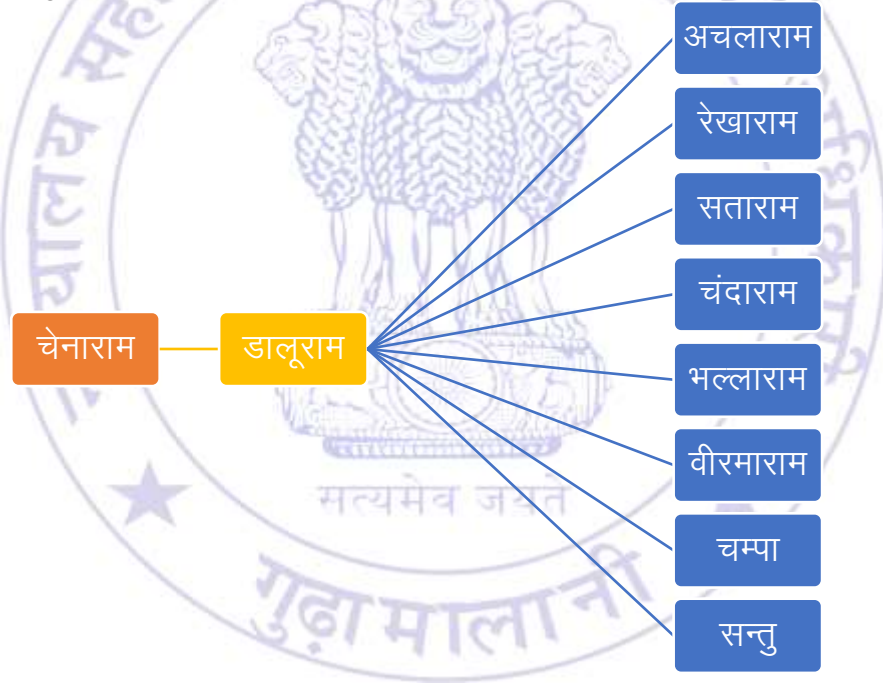 चेनाराम
डालूराम
अचलाराम
रेखाराम
सताराम
चंदाराम
भल्लाराम
वीरमाराम
चम्पा
सन्तु
सत्यमेव जयते
गुढ़ामालानी